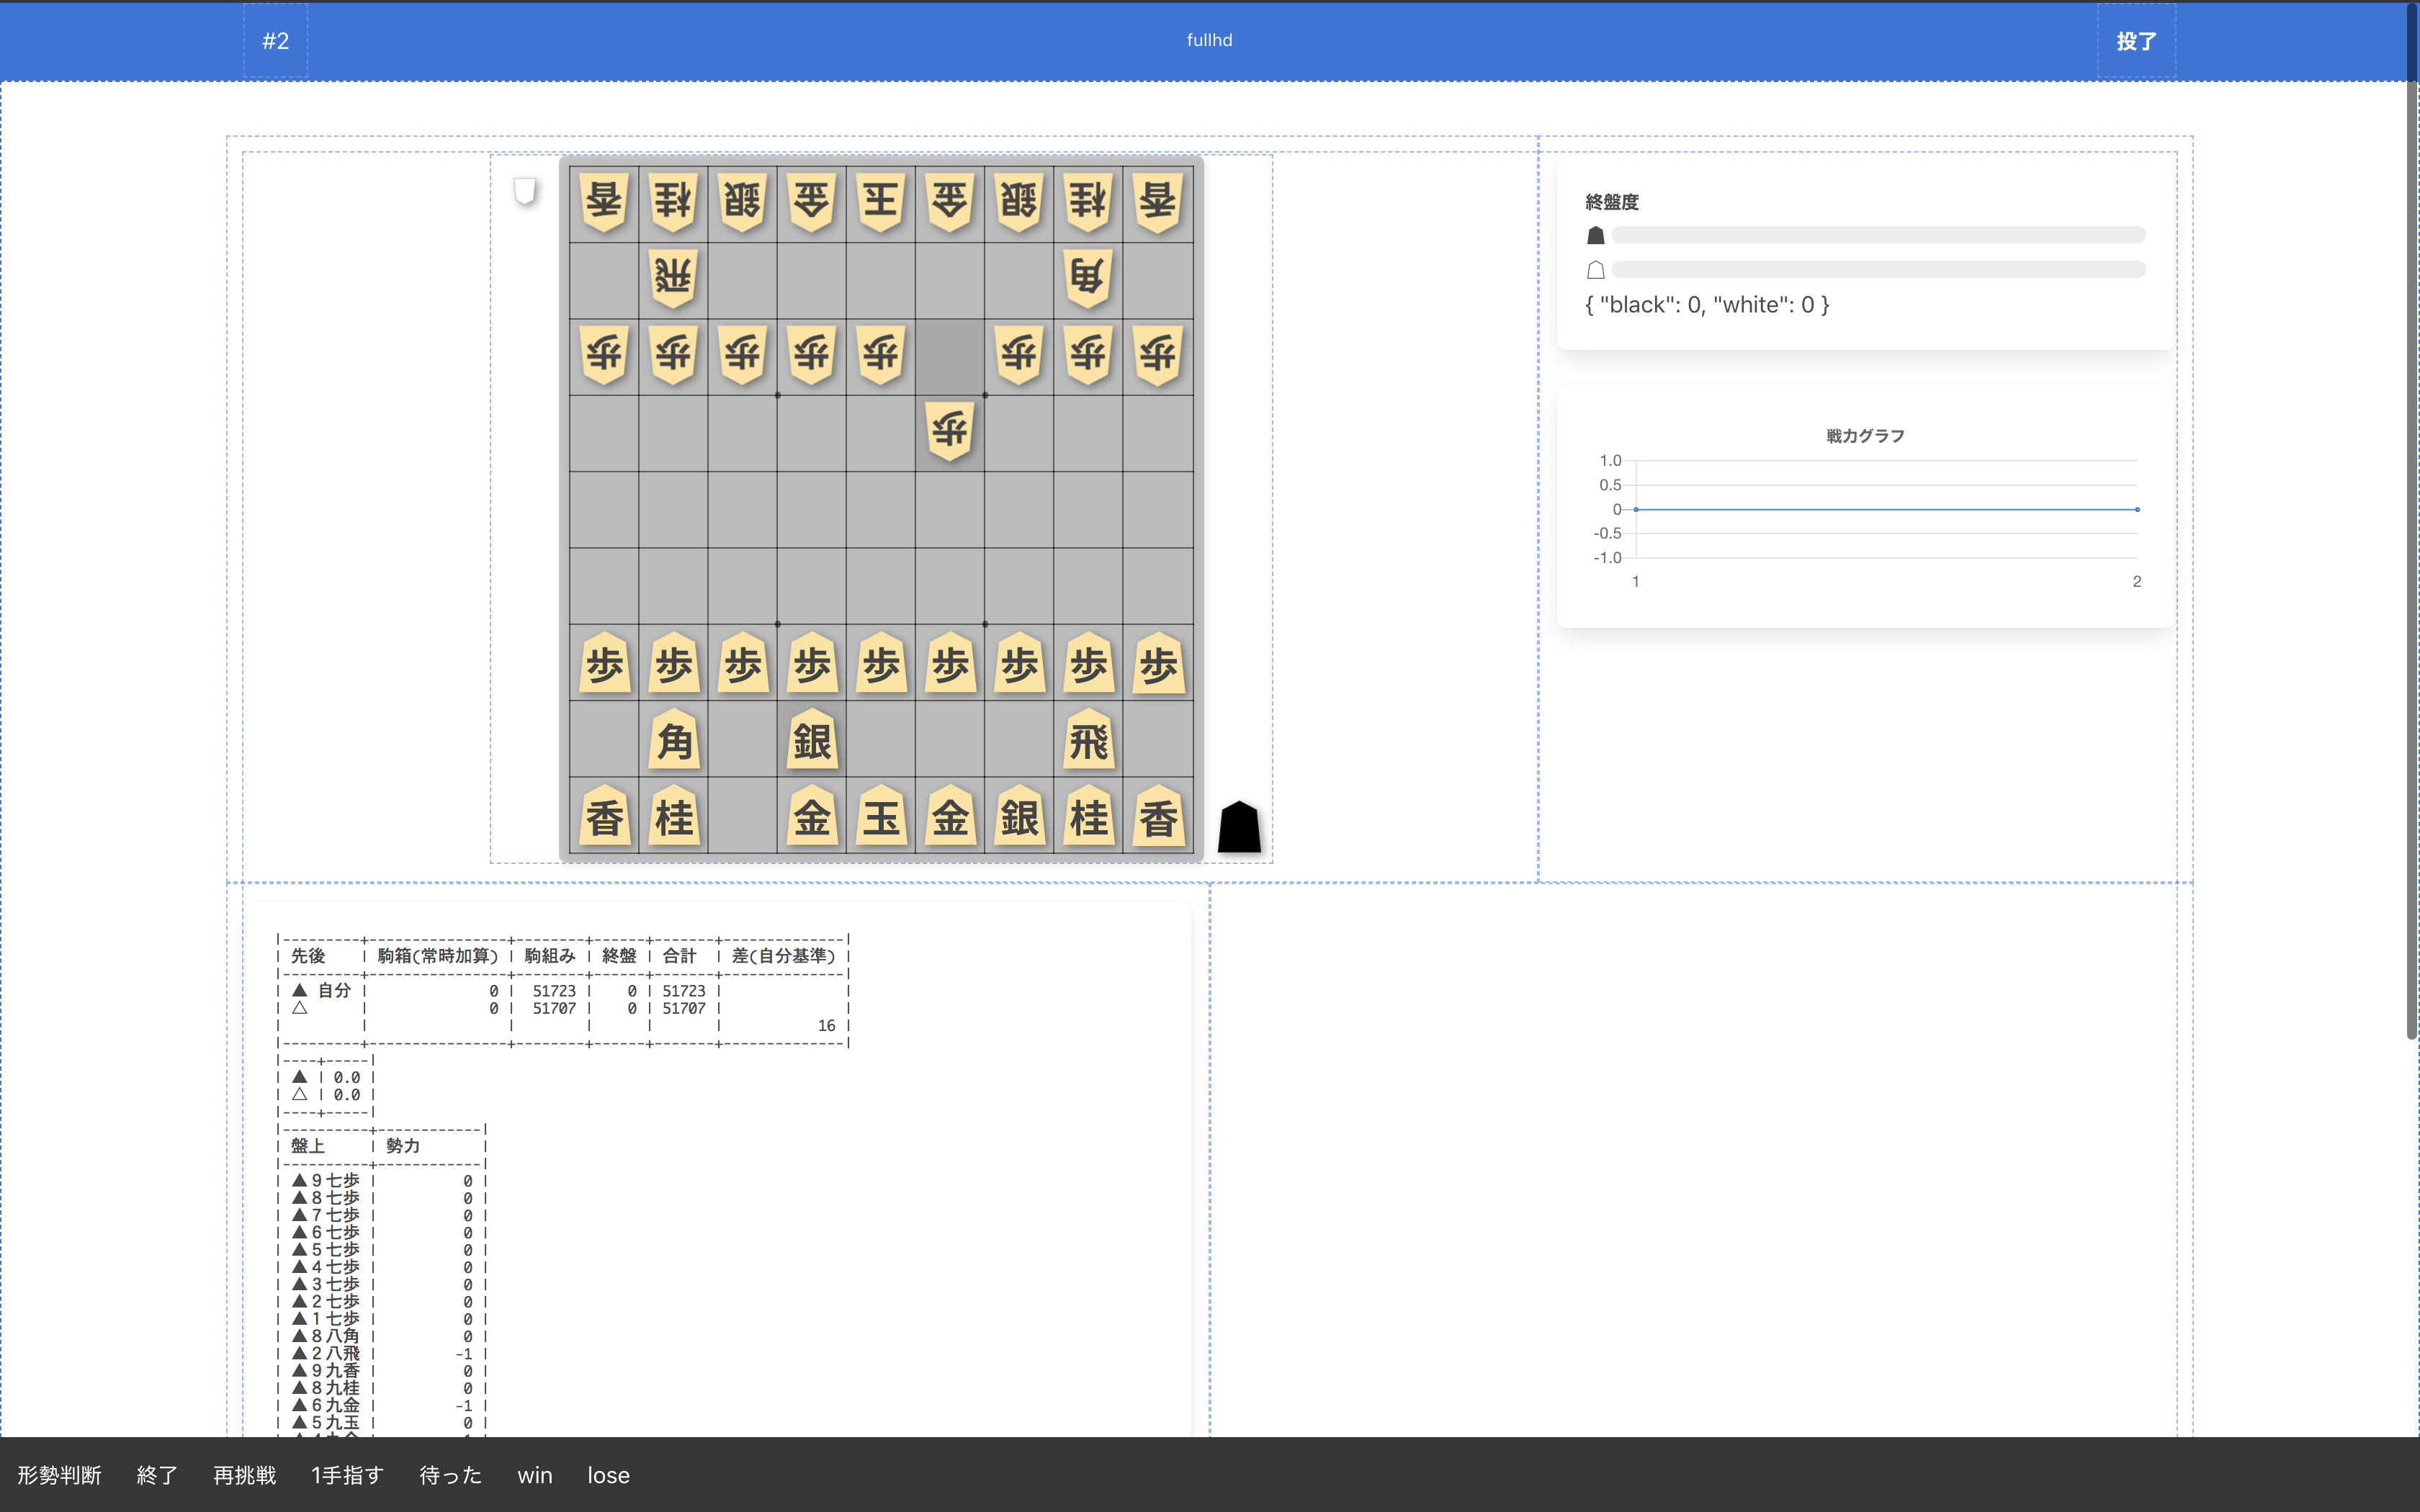 #2 fullhd 投了
香 桂 銀 金 玉 金 銀 桂 香
飛 角
歩 歩 歩 歩 歩 歩 歩 歩
歩
歩 歩 歩 歩 歩 歩 歩 歩 歩
角 銀 飛
香 桂 金 玉 金 銀 桂 香
終盤度
{ "black": 0, "white": 0 }
戦力グラフ
1.0
0.5
0
-0.5
-1.0
1 2
|---------+----------------+--------+------+-------+--------------|
| 先後 | 駒箱(常時加算) | 駒組み | 終盤 | 合計 | 差(自分基準) |
|---------+----------------+--------+------+-------+--------------|
| ▲ 自分 | 0 | 51723 | 0 | 51723 | |
| △ | 0 | 51707 | 0 | 51707 | |
| | | | | | 16 |
|---------+----------------+--------+------+-------+--------------|
|----+-----|
| ▲ | 0.0 |
| △ | 0.0 |
|----+-----|
|----------+------------|
| 盤上 | 勢力 |
|----------+------------|
| ▲9七歩 | 0 |
| ▲8七歩 | 0 |
| ▲7七歩 | 0 |
| ▲6七歩 | 0 |
| ▲5七歩 | 0 |
| ▲4七歩 | 0 |
| ▲3七歩 | 0 |
| ▲2七歩 | 0 |
| ▲1七歩 | 0 |
| ▲8八角 | 0 |
| ▲2八飛 | -1 |
| ▲9九香 | 0 |
| ▲8九桂 | 0 |
| ▲6九金 | -1 |
| ▲5九玉 | 0 |
形勢判断 終了 再挑戦 1手指す 待った win lose